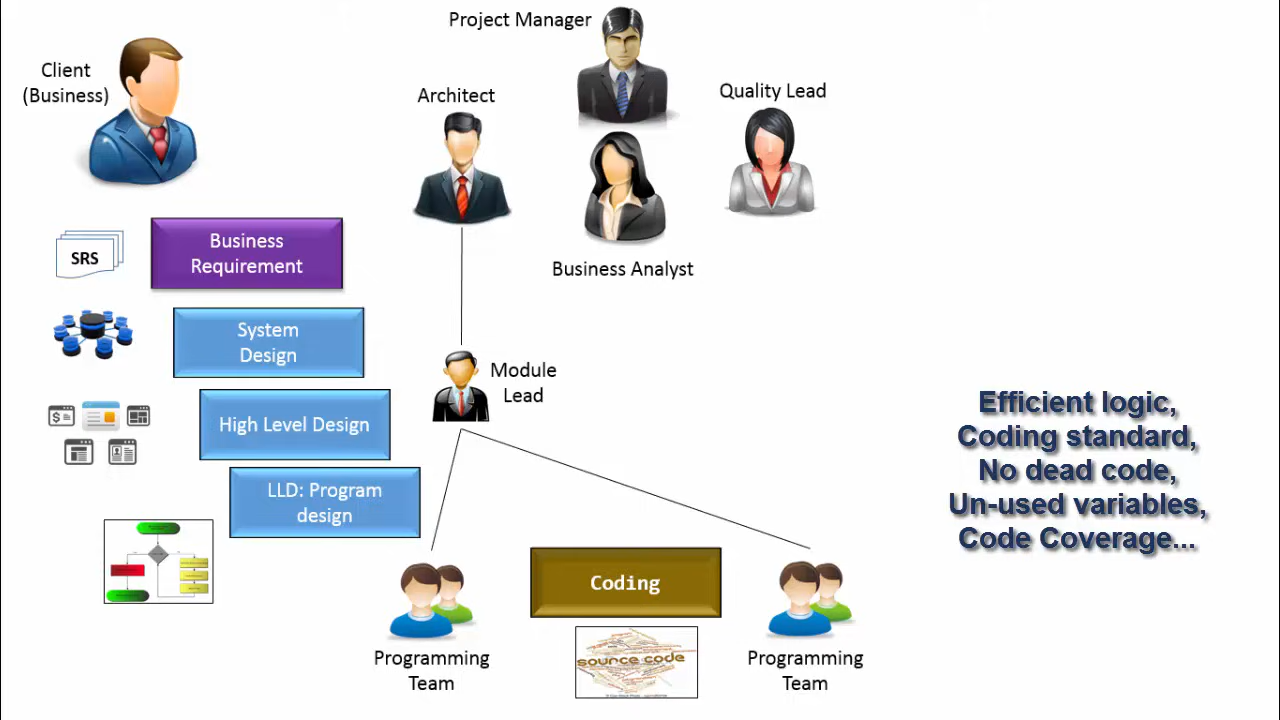 Project Manager
Client
(Business)
Architect
Quality Lead
SRS
Business
Requirement
Business Analyst
System
Design
Module
Lead
High Level Design
LLD: Program
design
Efficient logic,
Coding standard,
No dead code,
Un-used variables,
Code Coverage...
Coding
source code
Programming
Team
Programming
Team